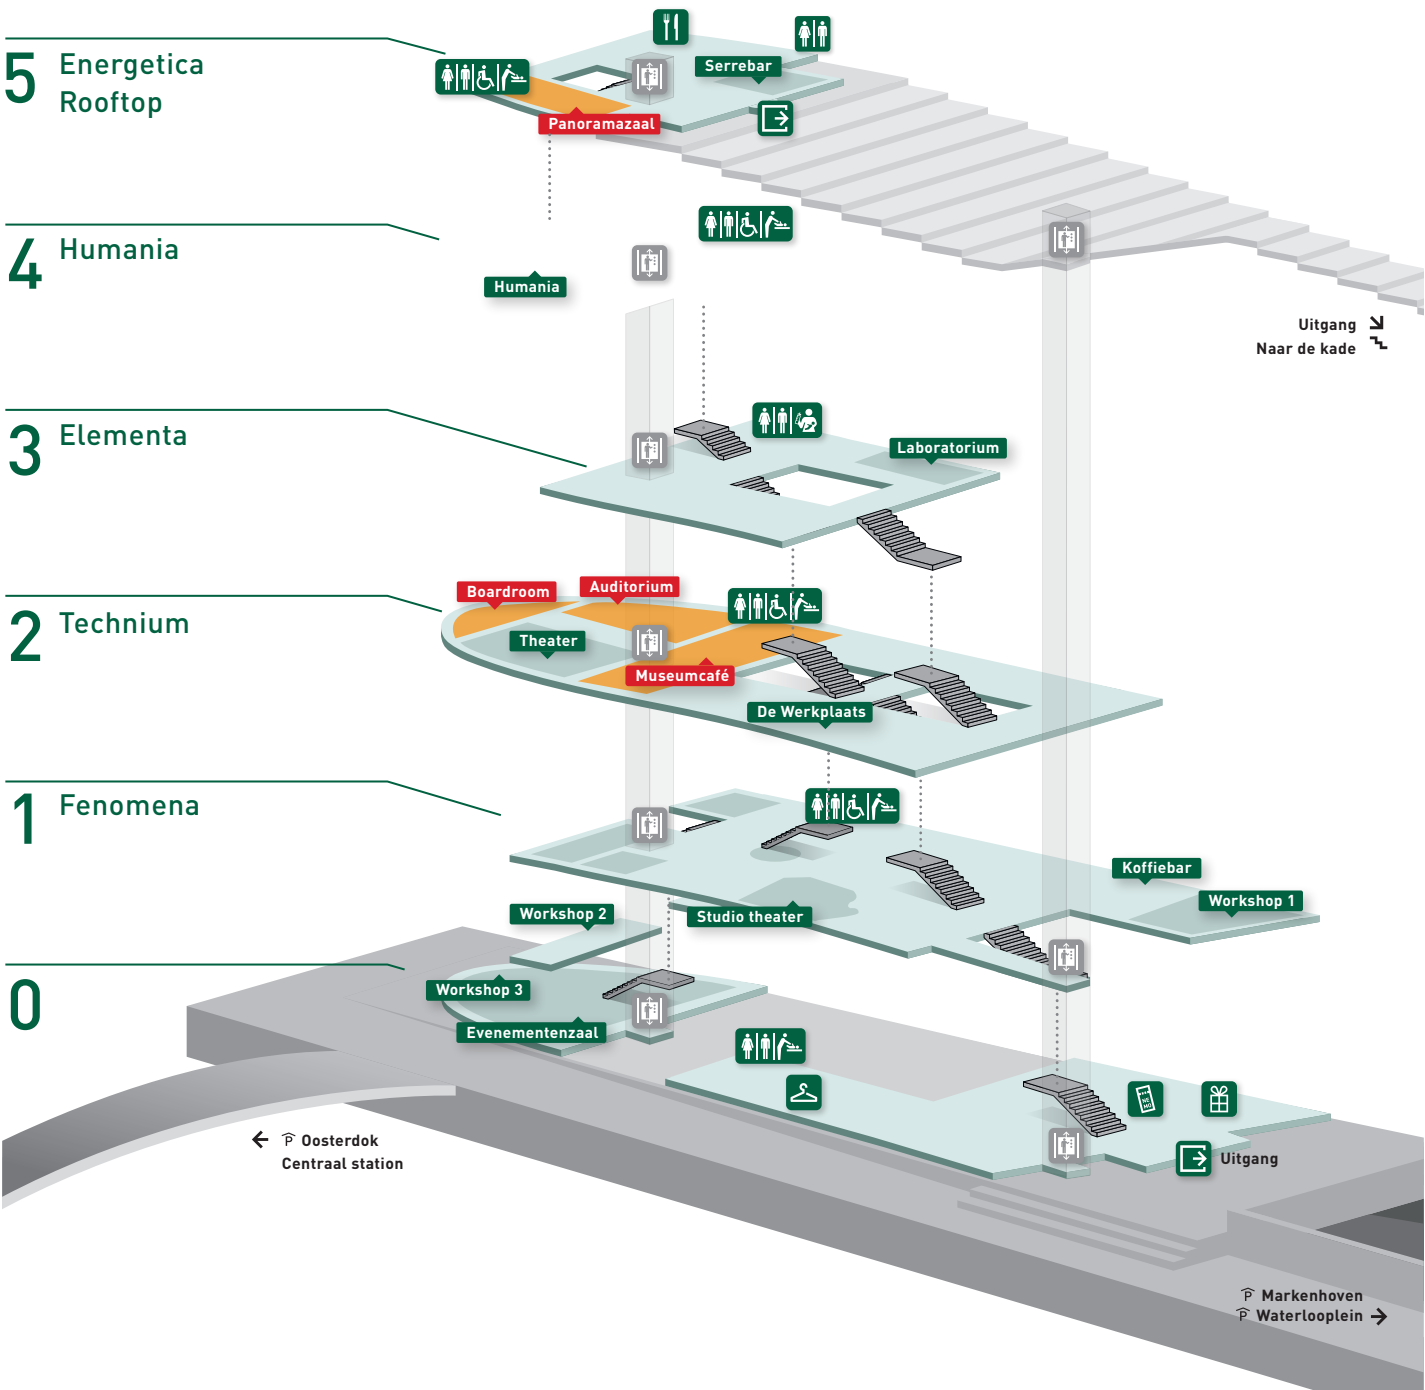 5
Energetica
Rooftop
Serrebar
Panoramazaal
4
Humania
Humania
Uitgang
Naar de kade
3
Elementa
Laboratorium
2
Technium
Boardroom
Auditorium
Theater
Museumcafé
De Werkplaats
1
Fenomena
Koffiebar
Workshop 1
Studio theater
Workshop 2
0
Workshop 3
Evenementenzaal
NE
MO
P Oosterdok
Centraal station
Uitgang
P Markenhoven
P Waterlooplein